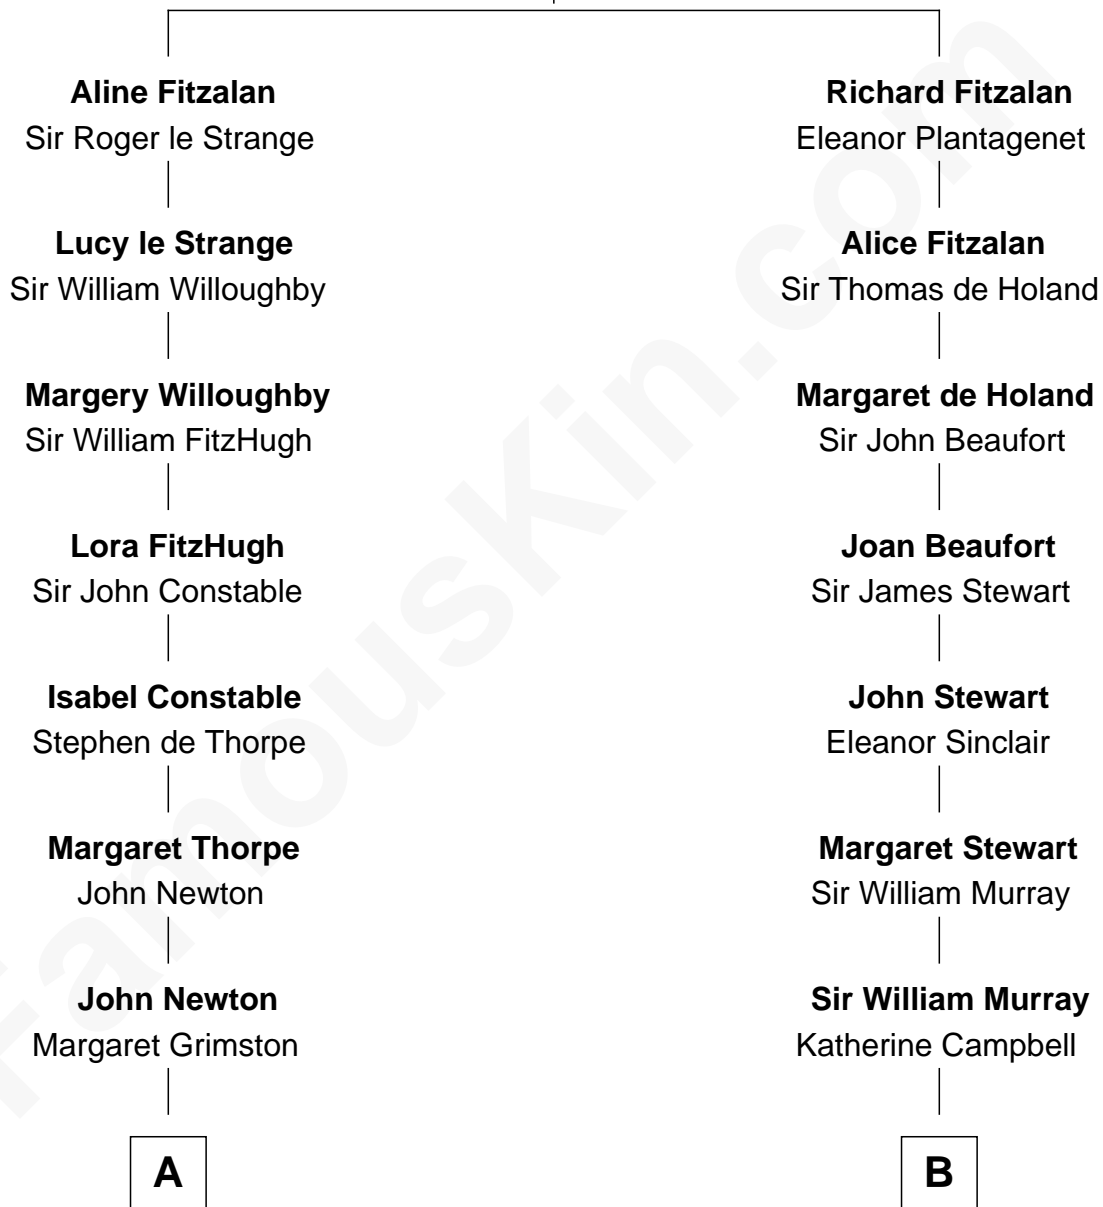 Aline Fitzalan
Sir Roger le Strange
Lucy le Strange
Sir William Willoughby
Margery Willoughby
Sir William FitzHugh
Lora FitzHugh
Sir John Constable
Isabel Constable
Stephen de Thorpe
Margaret Thorpe
John Newton
John Newton
Margaret Grimston
A
Richard Fitzalan
Eleanor Plantagenet
Alice Fitzalan
Sir Thomas de Holand
Margaret de Holand
Sir John Beaufort
Joan Beaufort
Sir James Stewart
John Stewart
Eleanor Sinclair
Margaret Stewart
Sir William Murray
Sir William Murray
Katherine Campbell
B
FamousKin.com